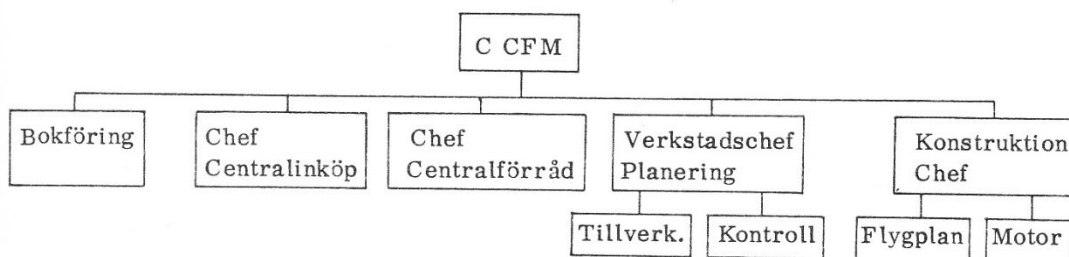 C CFM
Bokföring
Chef
Centralinköp
Chef
Centralförråd
Verkstadschef
Planering
Konstruktion
Chef
Tillverk.
Kontroll
Flygplan
Motor